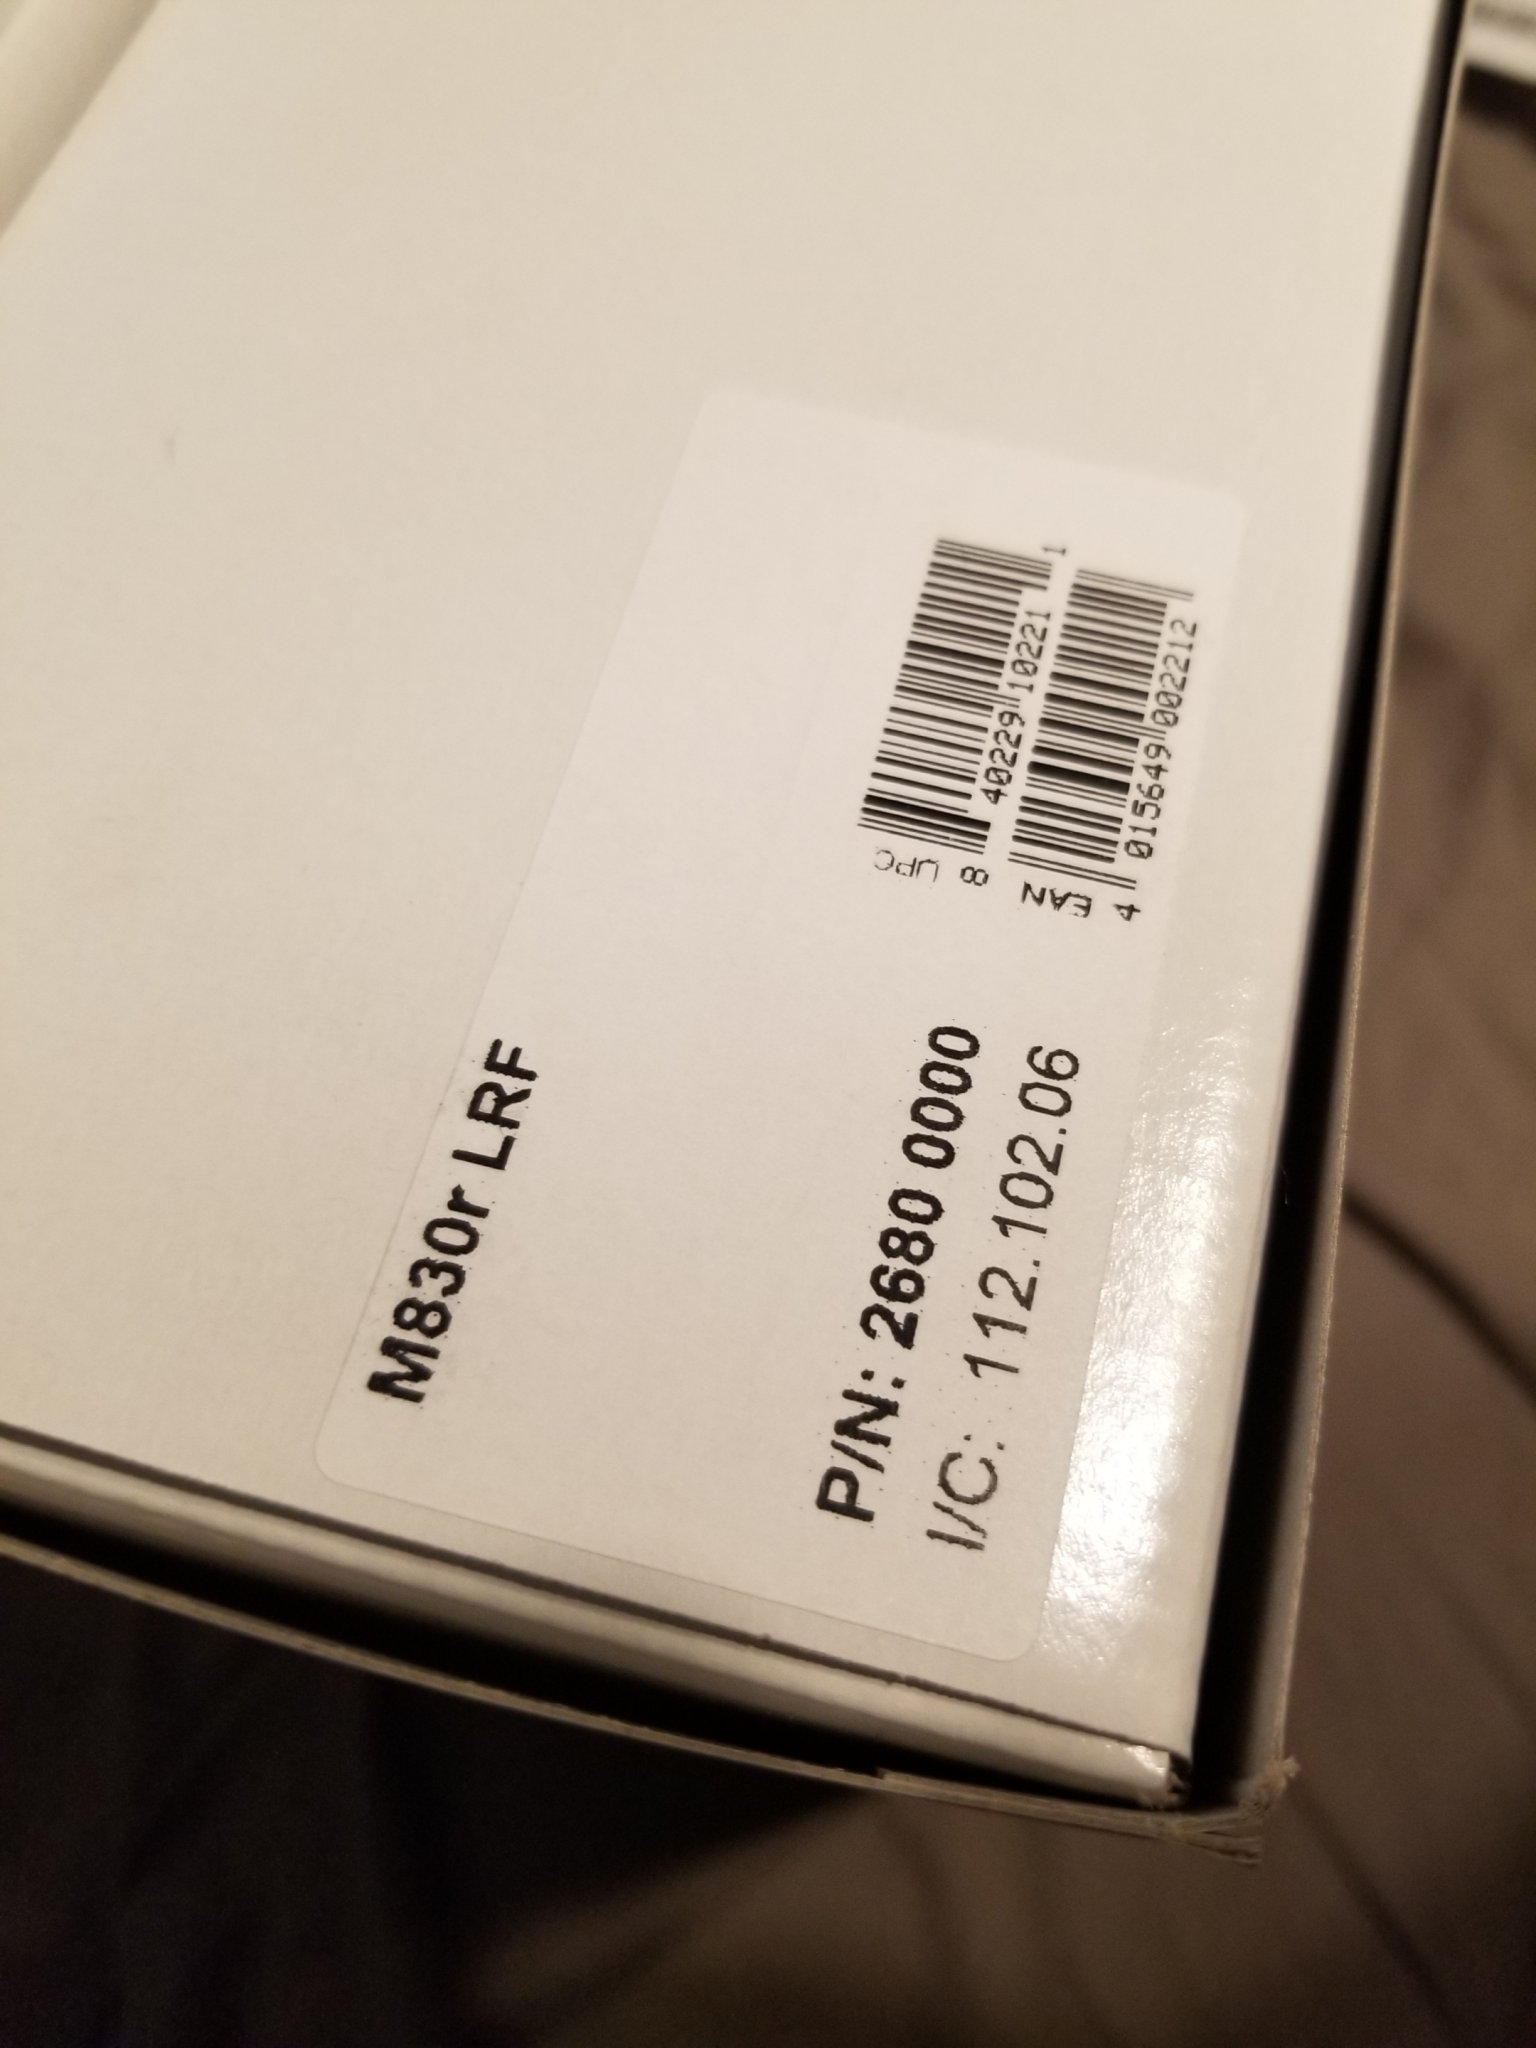 M830r LRF
P/N: 2680 0000
I/C: 112.102.06
UPC
8 40229 10221 1
EAN
4 015649 002212